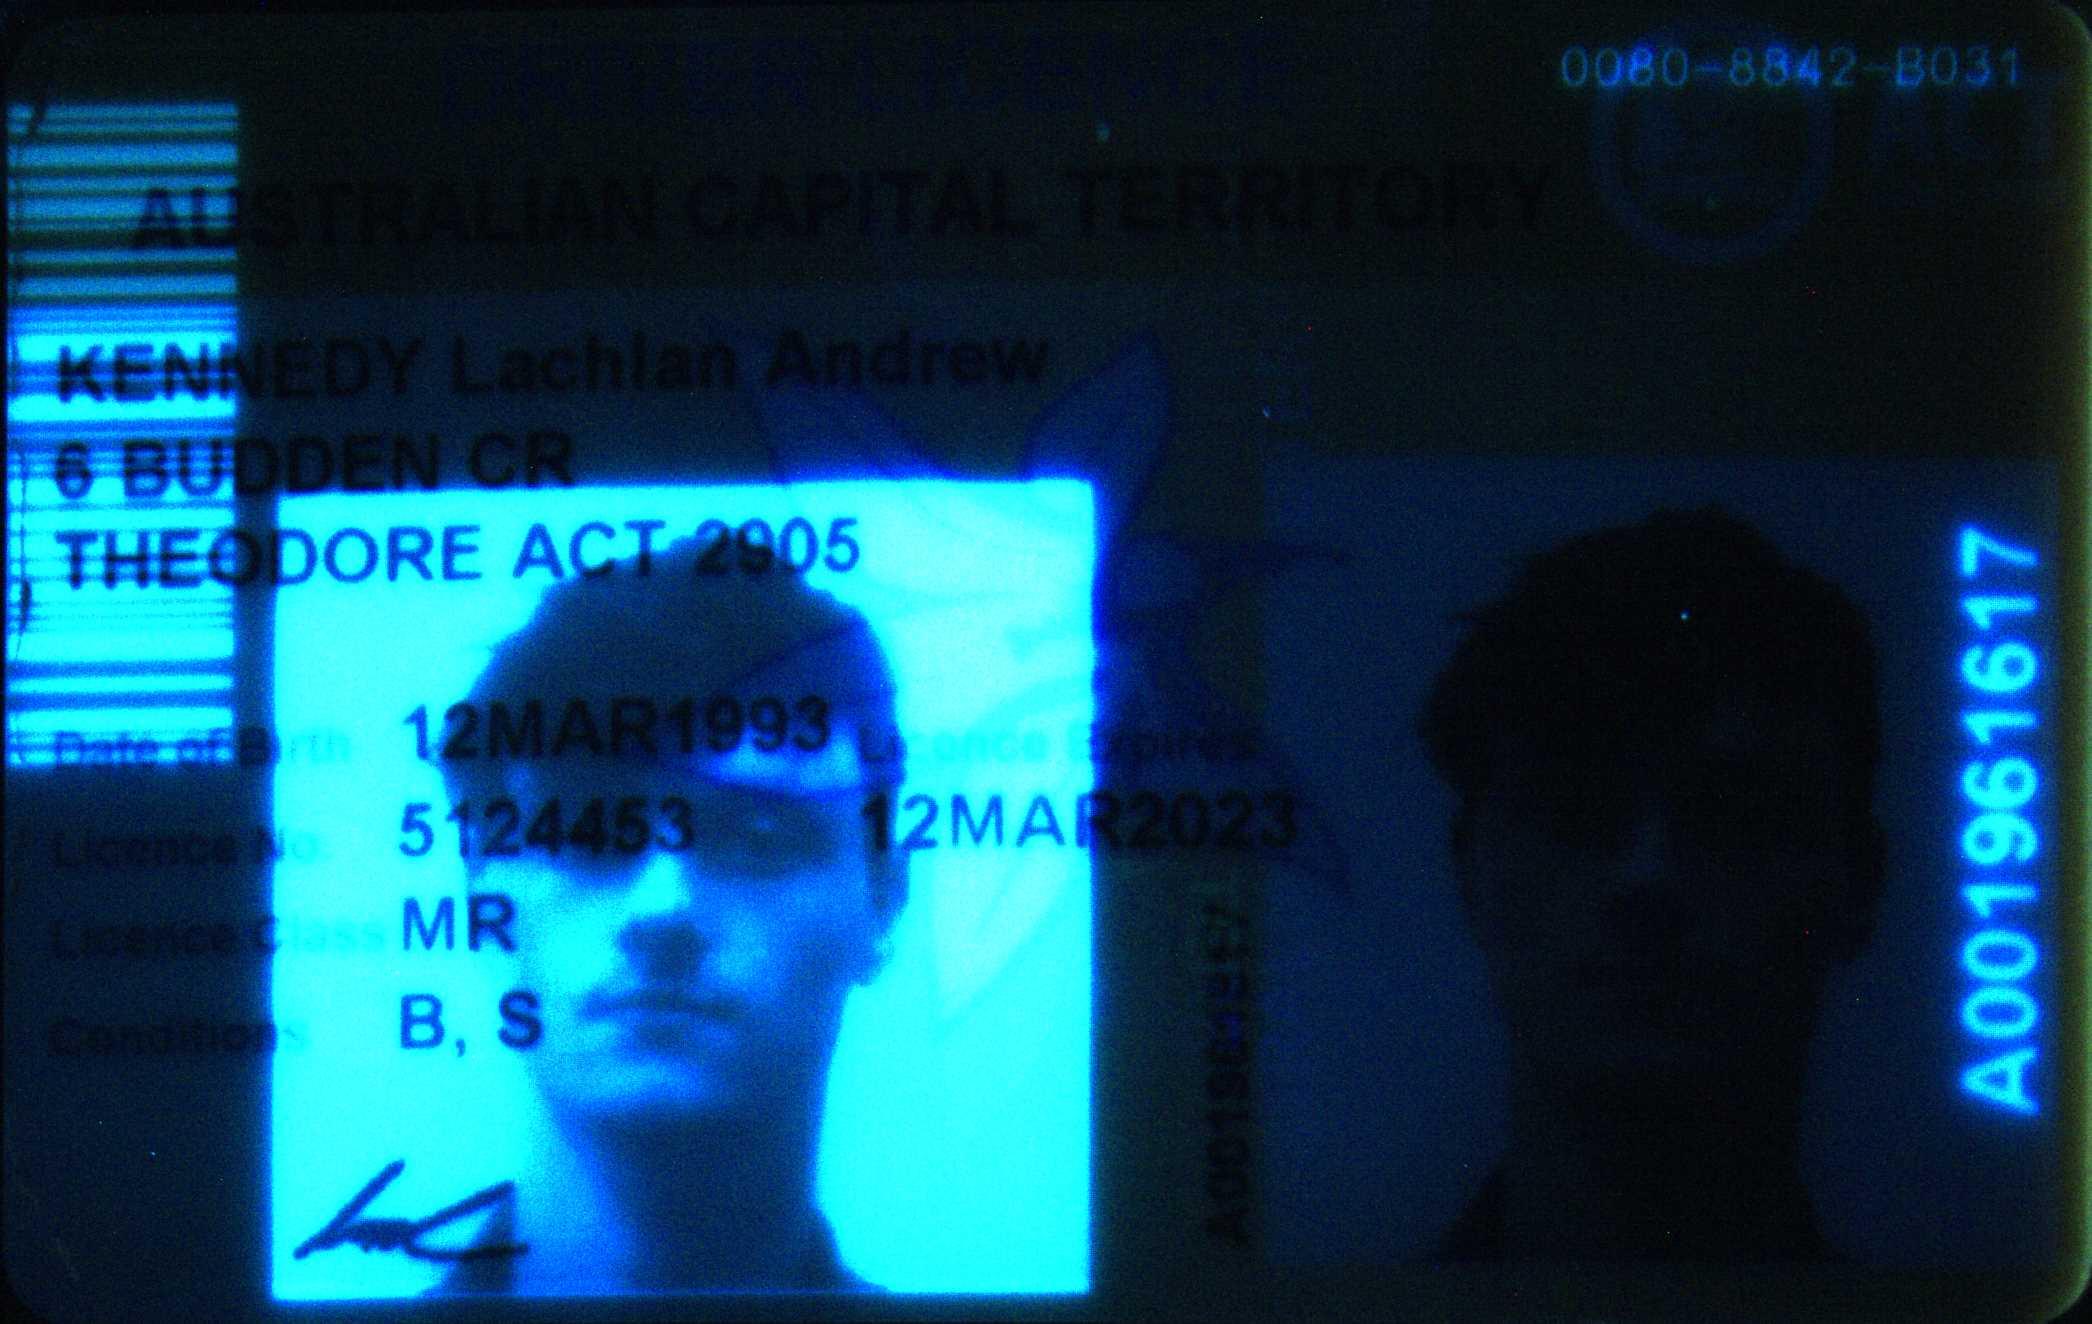 0080-8842-B031
AUSTRALIAN CAPITAL TERRITORY
KENNEDY Lachlan Andrew
6 BUDDEN CR
THEODORE ACT 2905
Date of Birth 12MAR1993 Licence Expires
Licence No. 5124453 12MAR2023
Licence Class MR
Conditions B, S
A001961617